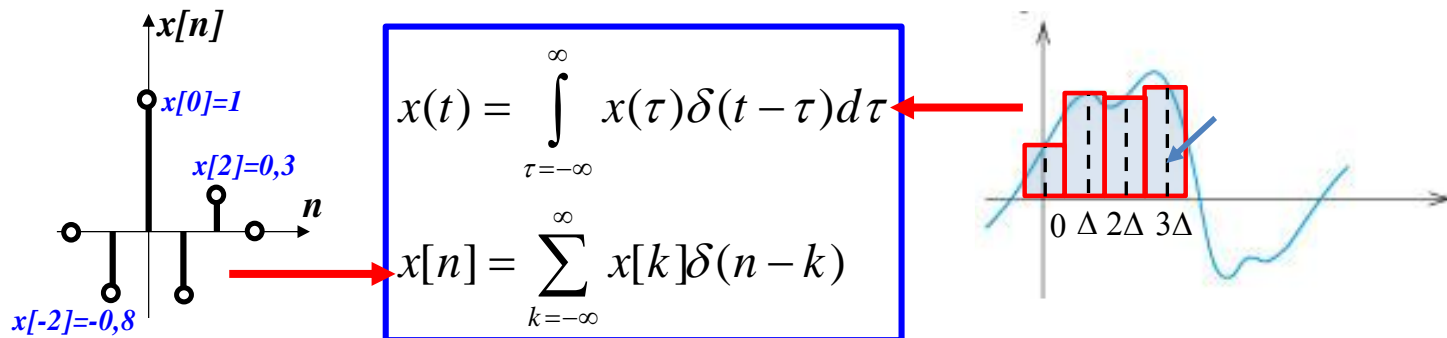 x[n]
x[0]=1
x[2]=0,3
n
x[-2]=-0,8
x(t) = ∫_{τ=-∞}^{∞} x(τ)δ(t-τ)dτ
x[n] = ∑_{k=-∞}^{∞} x[k]δ(n-k)
0 Δ 2Δ 3Δ